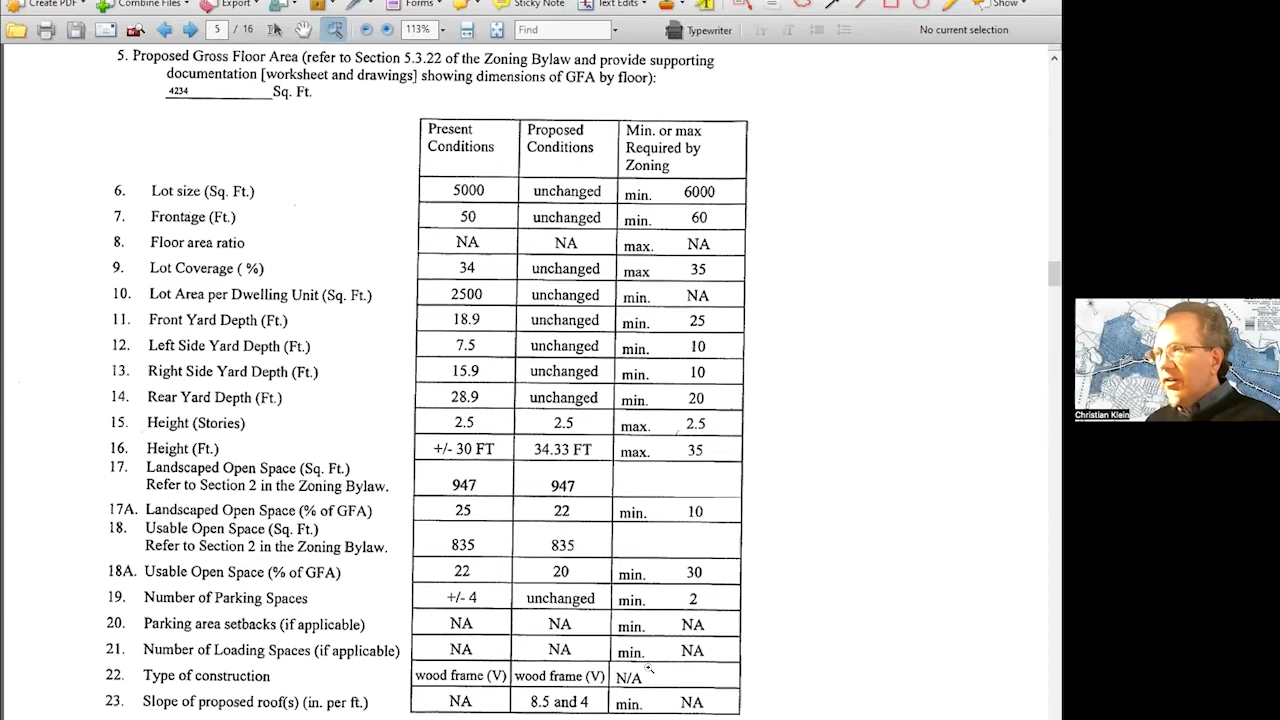 Create PDF
Combine Files
Export
Forms
Sticky Note
Text Edits
Show
5 / 16
113%
Find
Typewriter
No current selection
5. Proposed Gross Floor Area (refer to Section 5.3.22 of the Zoning Bylaw and provide supporting
documentation [worksheet and drawings] showing dimensions of GFA by floor):
4234 Sq. Ft.
Present Conditions Proposed Conditions Min. or max Required by Zoning
6. Lot size (Sq. Ft.) 5000 unchanged min. 6000
7. Frontage (Ft.) 50 unchanged min. 60
8. Floor area ratio NA NA max. NA
9. Lot Coverage ( %) 34 unchanged max 35
10. Lot Area per Dwelling Unit (Sq. Ft.) 2500 unchanged min. NA
11. Front Yard Depth (Ft.) 18.9 unchanged min. 25
12. Left Side Yard Depth (Ft.) 7.5 unchanged min. 10
13. Right Side Yard Depth (Ft.) 15.9 unchanged min. 10
14. Rear Yard Depth (Ft.) 28.9 unchanged min. 20
15. Height (Stories) 2.5 2.5 max. 2.5
16. Height (Ft.) +/- 30 FT 34.33 FT max. 35
17. Landscaped Open Space (Sq. Ft.)
Refer to Section 2 in the Zoning Bylaw. 947 947
17A. Landscaped Open Space (% of GFA) 25 22 min. 10
18. Usable Open Space (Sq. Ft.)
Refer to Section 2 in the Zoning Bylaw. 835 835
18A. Usable Open Space (% of GFA) 22 20 min. 30
19. Number of Parking Spaces +/- 4 unchanged min. 2
20. Parking area setbacks (if applicable) NA NA min. NA
21. Number of Loading Spaces (if applicable) NA NA min. NA
22. Type of construction wood frame (V) wood frame (V) N/A
23. Slope of proposed roof(s) (in. per ft.) NA 8.5 and 4 min. NA
Christian Klein